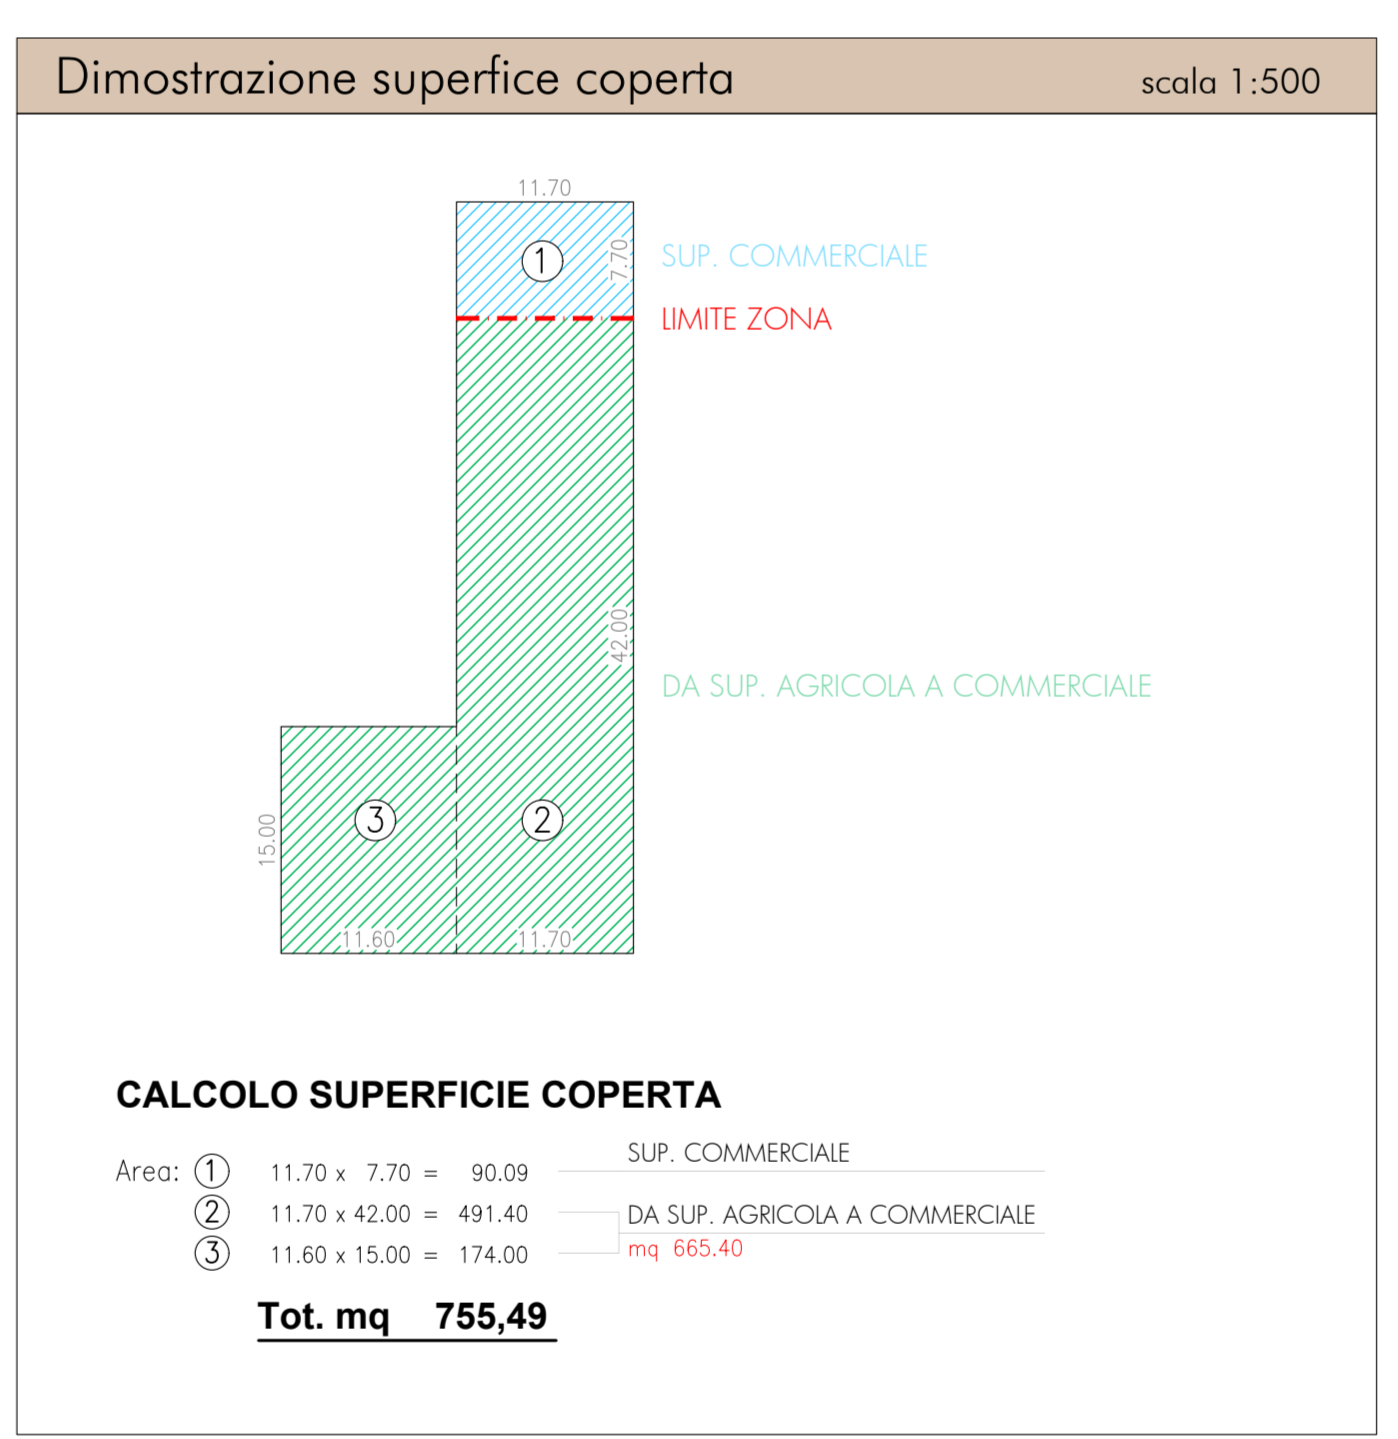 Dimostrazione superfice coperta scala 1:500
11.70
1 7.70 SUP. COMMERCIALE
LIMITE ZONA
42.00
DA SUP. AGRICOLA A COMMERCIALE
15.00 3 2
11.60 11.70
CALCOLO SUPERFICIE COPERTA
SUP. COMMERCIALE
Area: 1 11.70 x 7.70 = 90.09
2 11.70 x 42.00 = 491.40 DA SUP. AGRICOLA A COMMERCIALE
3 11.60 x 15.00 = 174.00 mq 665.40
Tot. mq 755,49